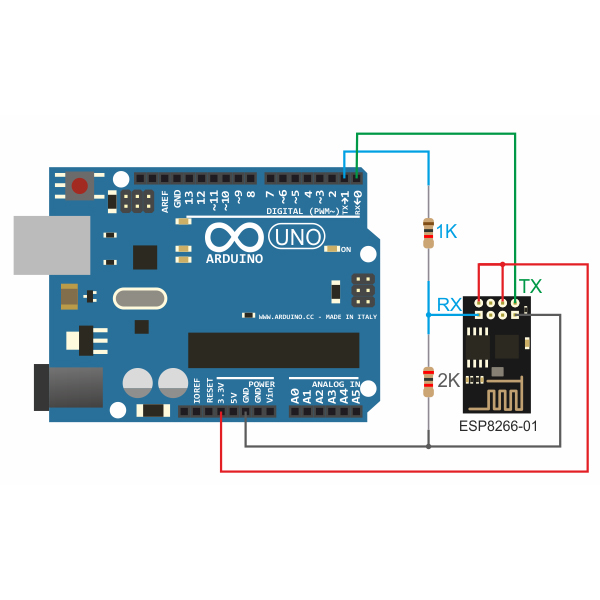 AREF
GND
13
12
~11
~10
~9
8
7
~6
~5
4
~3
2
TX→1
RX←0
DIGITAL (PWM~)
UNO
ARDUINO
ON
1K
TX
RX
WWW.ARDUINO.CC - MADE IN ITALY
2K
ESP8266-01
POWER
ANALOG IN
IOREF
RESET
3.3V
5V
GND
GND
Vin
A0
A1
A2
A3
A4
A5